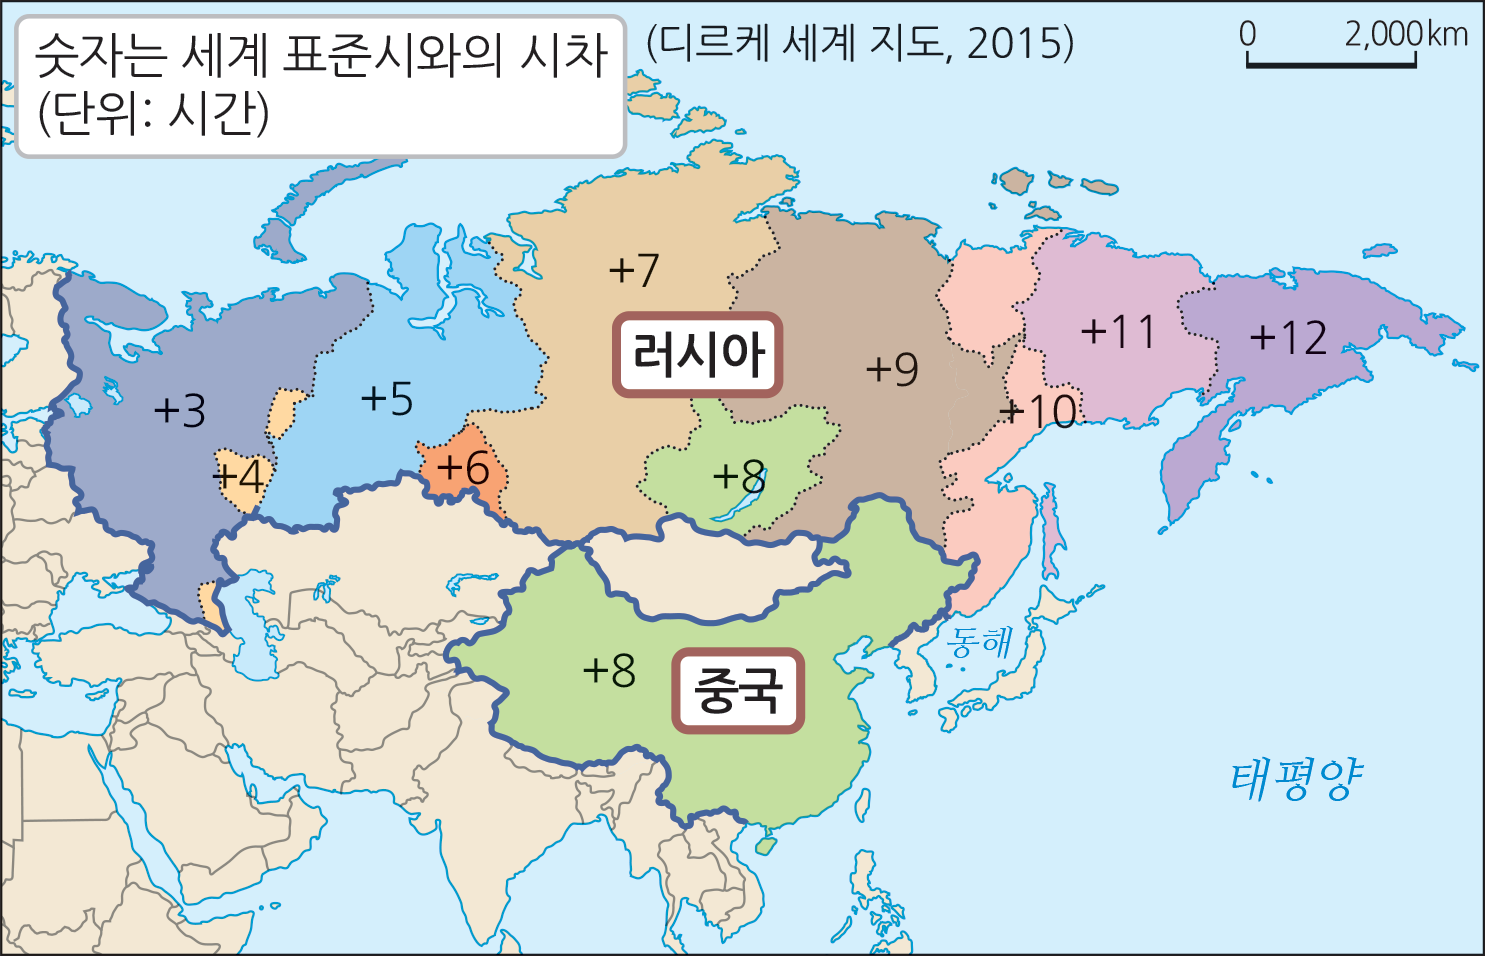 숫자는 세계 표준시와의 시차
(단위: 시간)
(디르케 세계 지도, 2015)
0 2,000km
+7
+11
+12
러시아
+9
+3
+5
+10
+4
+6
+8
동해
+8
중국
태평양